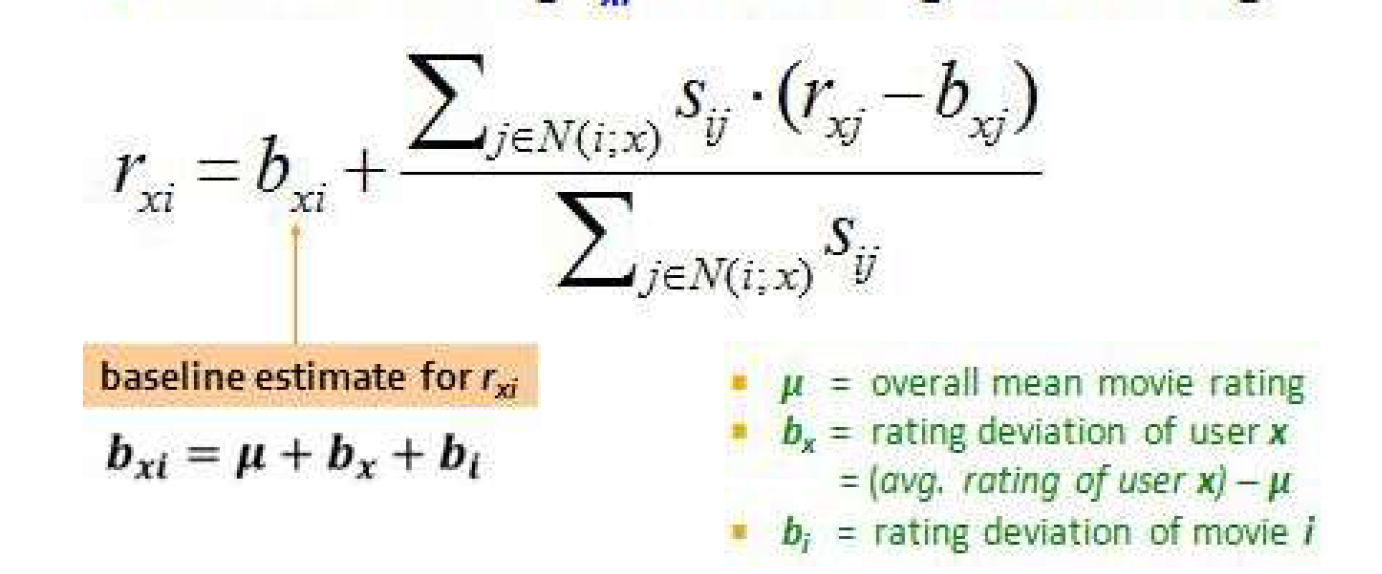 r_xi = b_xi + ∑_{j∈N(i;x)} s_ij · (r_xj − b_xj) / ∑_{j∈N(i;x)} s_ij
baseline estimate for r_xi
b_xi = μ + b_x + b_i
▪ μ = overall mean movie rating
▪ b_x = rating deviation of user x
= (avg. rating of user x) – μ
▪ b_i = rating deviation of movie i